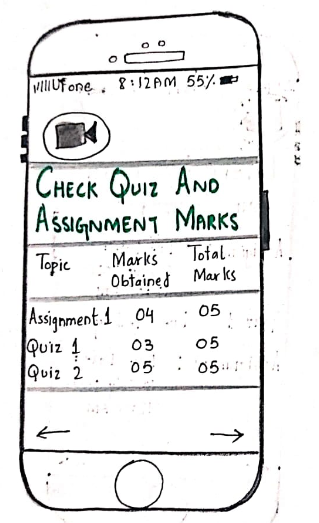 Ufone 8:12AM 55%
CHECK QUIZ AND
ASSIGNMENT MARKS
Topic Marks Obtained Total Marks
Assignment 1 04 05
Quiz 1 03 05
Quiz 2 05 05